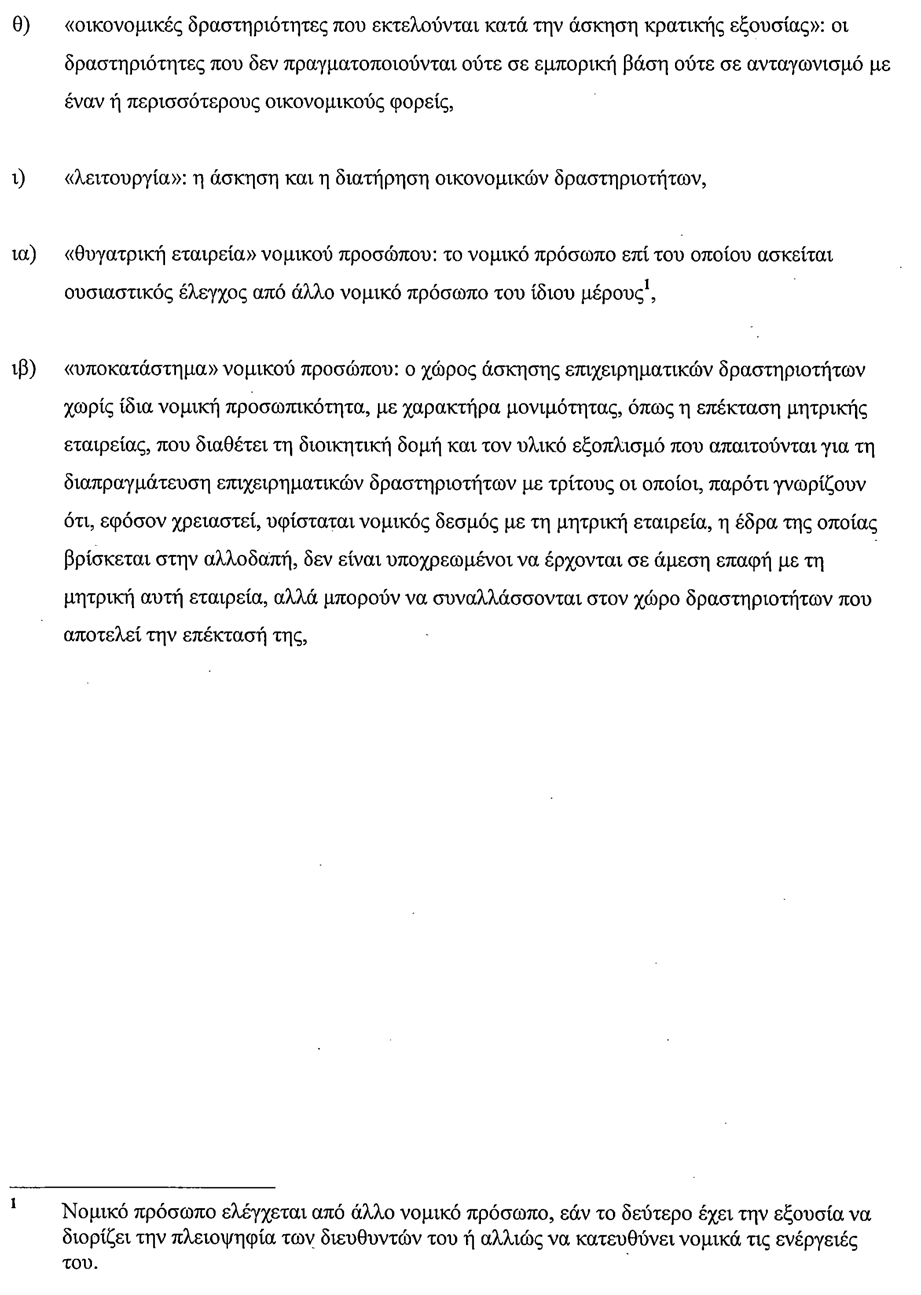 θ) «οικονομικές δραστηριότητες που εκτελούνται κατά την άσκηση κρατικής εξουσίας»: οι
δραστηριότητες που δεν πραγματοποιούνται ούτε σε εμπορική βάση ούτε σε ανταγωνισμό με
έναν ή περισσότερους οικονομικούς φορείς,
ι) «λειτουργία»: η άσκηση και η διατήρηση οικονομικών δραστηριοτήτων,
ια) «θυγατρική εταιρεία» νομικού προσώπου: το νομικό πρόσωπο επί του οποίου ασκείται
ουσιαστικός έλεγχος από άλλο νομικό πρόσωπο του ίδιου μέρους¹,
ιβ) «υποκατάστημα» νομικού προσώπου: ο χώρος άσκησης επιχειρηματικών δραστηριοτήτων
χωρίς ίδια νομική προσωπικότητα, με χαρακτήρα μονιμότητας, όπως η επέκταση μητρικής
εταιρείας, που διαθέτει τη διοικητική δομή και τον υλικό εξοπλισμό που απαιτούνται για τη
διαπραγμάτευση επιχειρηματικών δραστηριοτήτων με τρίτους οι οποίοι, παρότι γνωρίζουν
ότι, εφόσον χρειαστεί, υφίσταται νομικός δεσμός με τη μητρική εταιρεία, η έδρα της οποίας
βρίσκεται στην αλλοδαπή, δεν είναι υποχρεωμένοι να έρχονται σε άμεση επαφή με τη
μητρική αυτή εταιρεία, αλλά μπορούν να συναλλάσσονται στον χώρο δραστηριοτήτων που
αποτελεί την επέκτασή της,
¹ Νομικό πρόσωπο ελέγχεται από άλλο νομικό πρόσωπο, εάν το δεύτερο έχει την εξουσία να
διορίζει την πλειοψηφία των διευθυντών του ή αλλιώς να κατευθύνει νομικά τις ενέργειές
του.